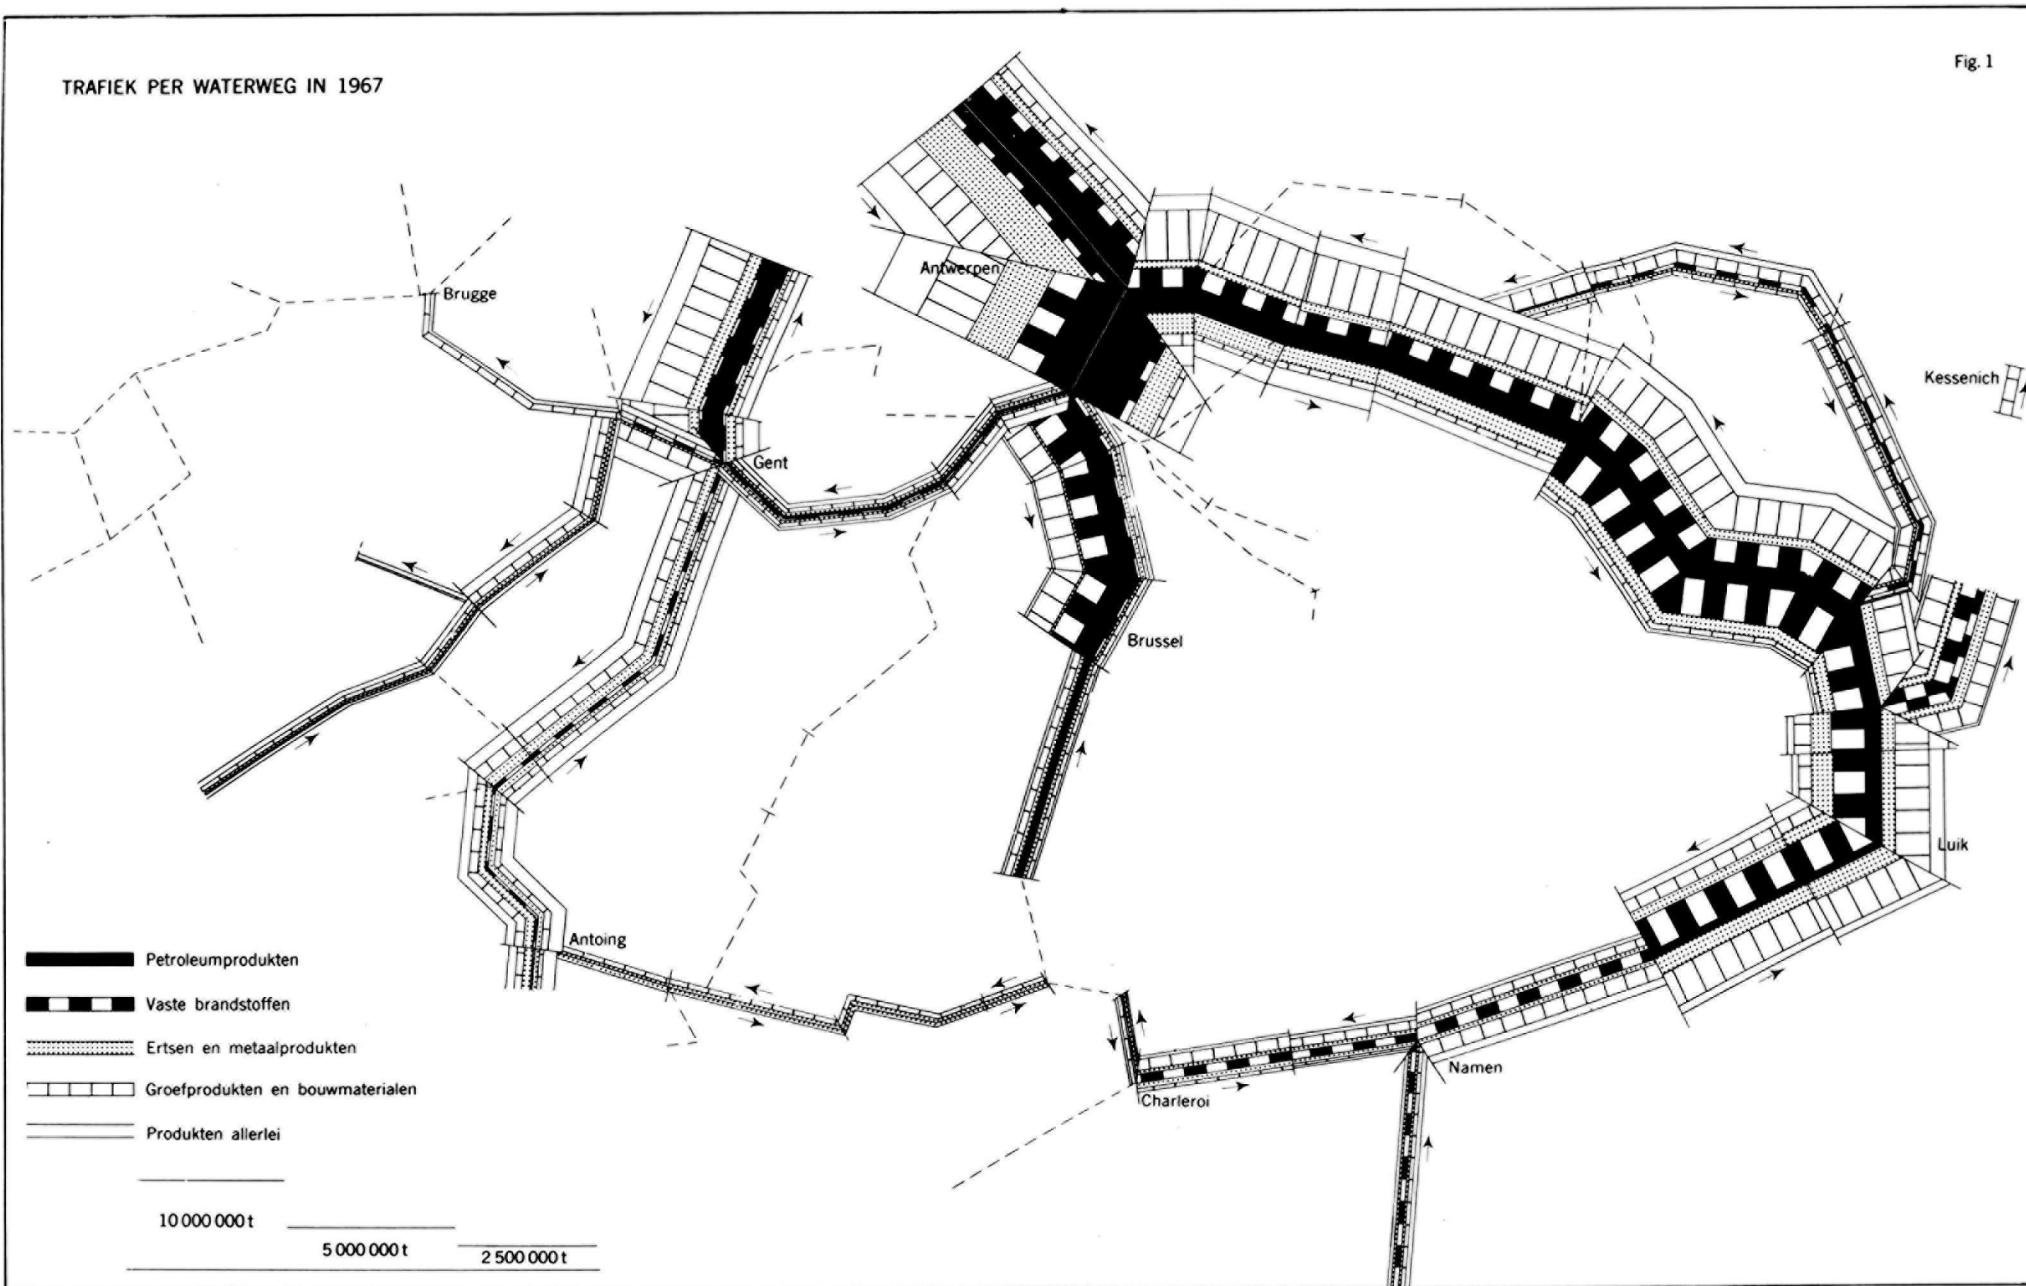 Fig. 1
TRAFIEK PER WATERWEG IN 1967
Antwerpen
Brugge
Kessenich
Gent
Brussel
Luik
Antoing
Petroleumprodukten
Vaste brandstoffen
Ertsen en metaalprodukten
Namen
Groefprodukten en bouwmaterialen
Charleroi
Produkten allerlei
10 000 000 t
5 000 000 t
2 500 000 t